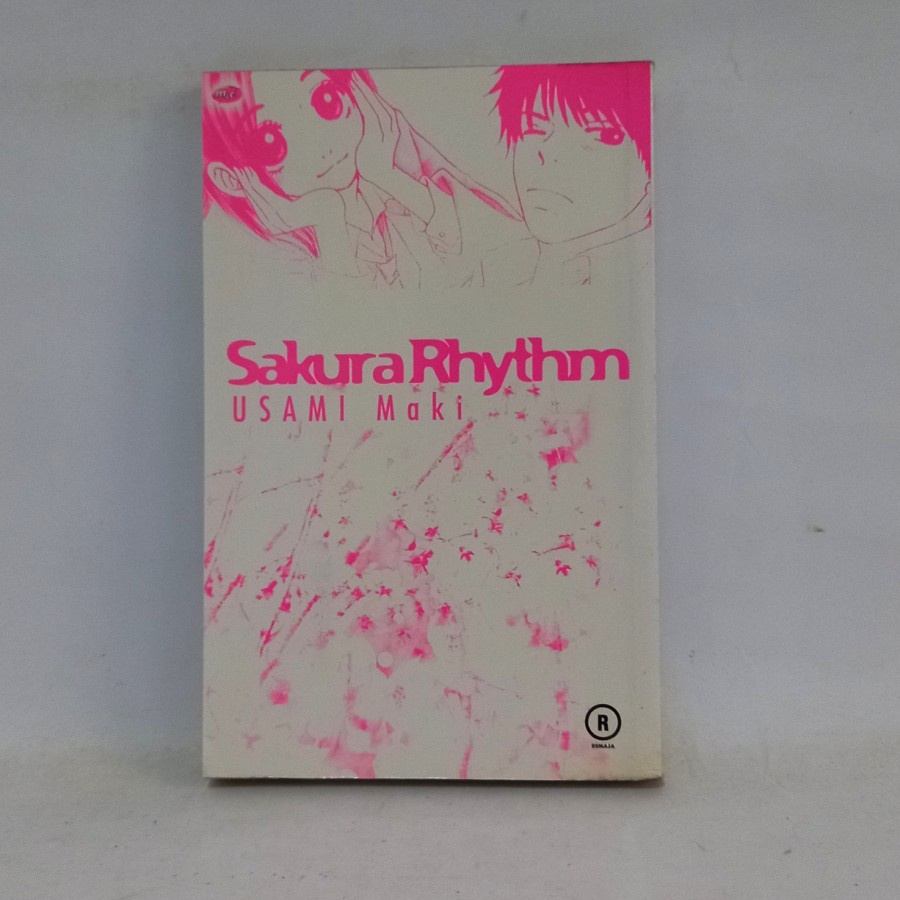 m&c
Sakura Rhythm
USAMI Maki
R
REMAJA